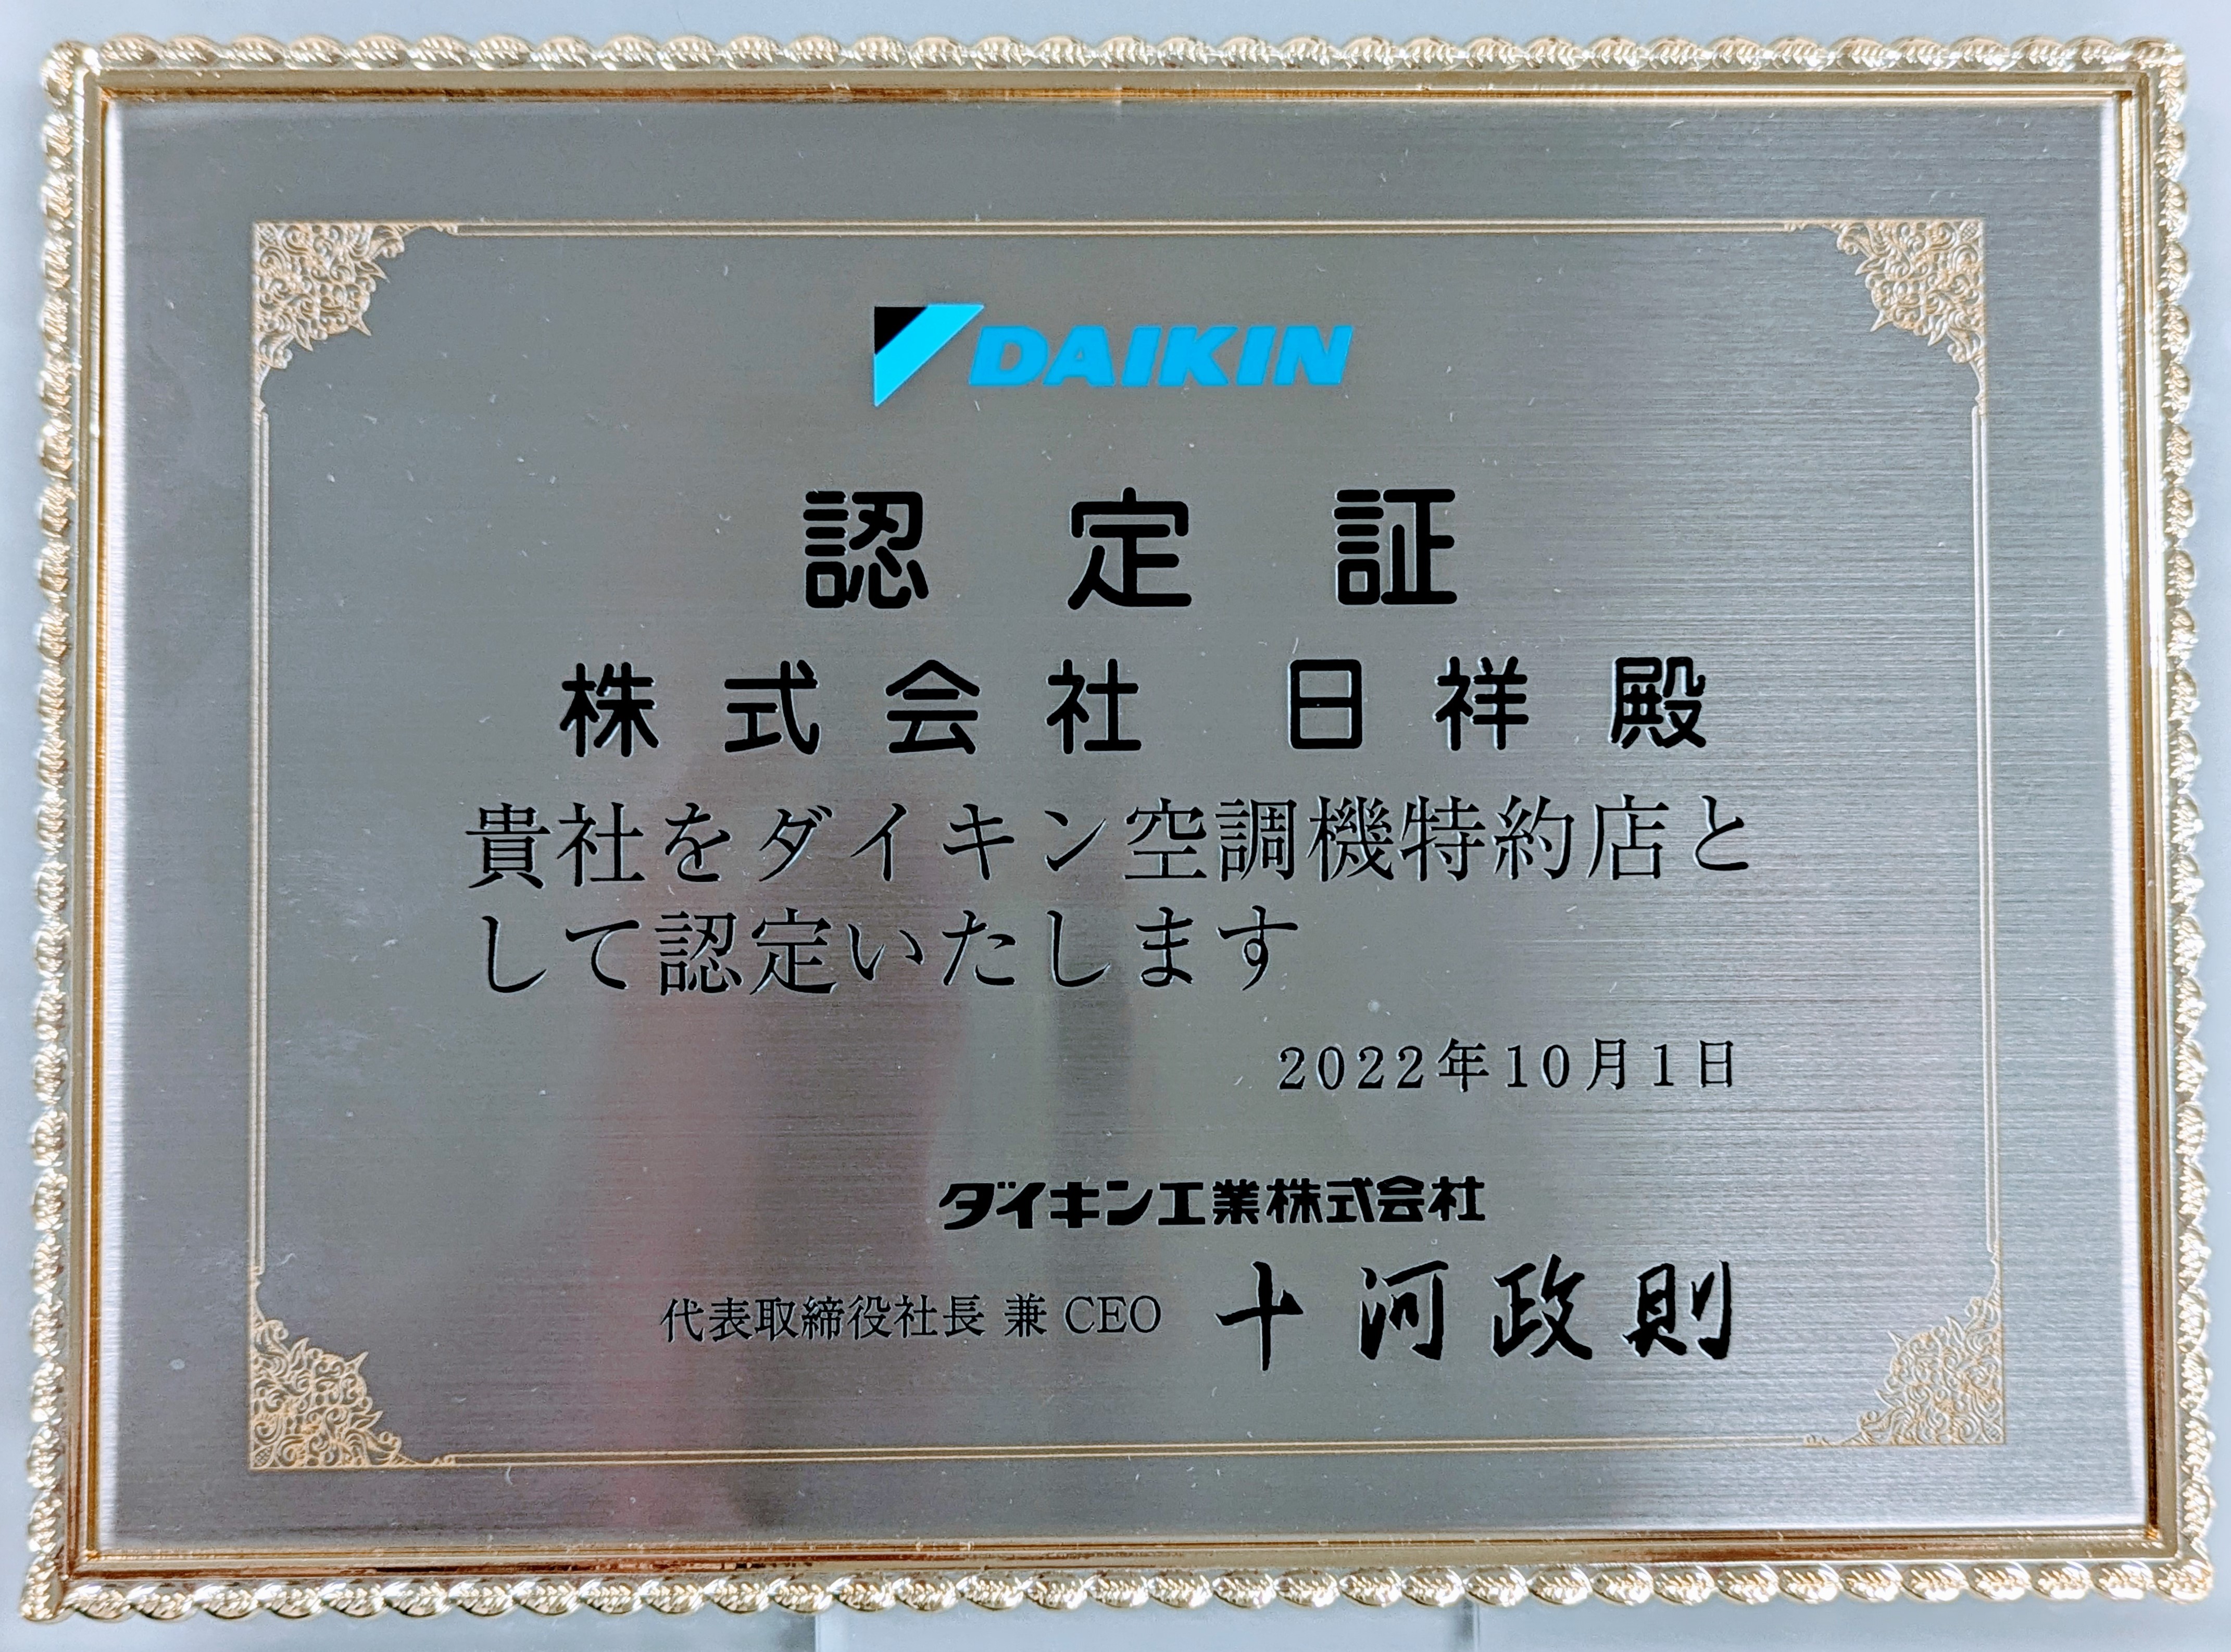 DAIKIN
認定証
株式会社 日祥殿
貴社をダイキン空調機特約店と
して認定いたします
2022年10月1日
ダイキン工業株式会社
代表取締役社長 兼 CEO 十河政則